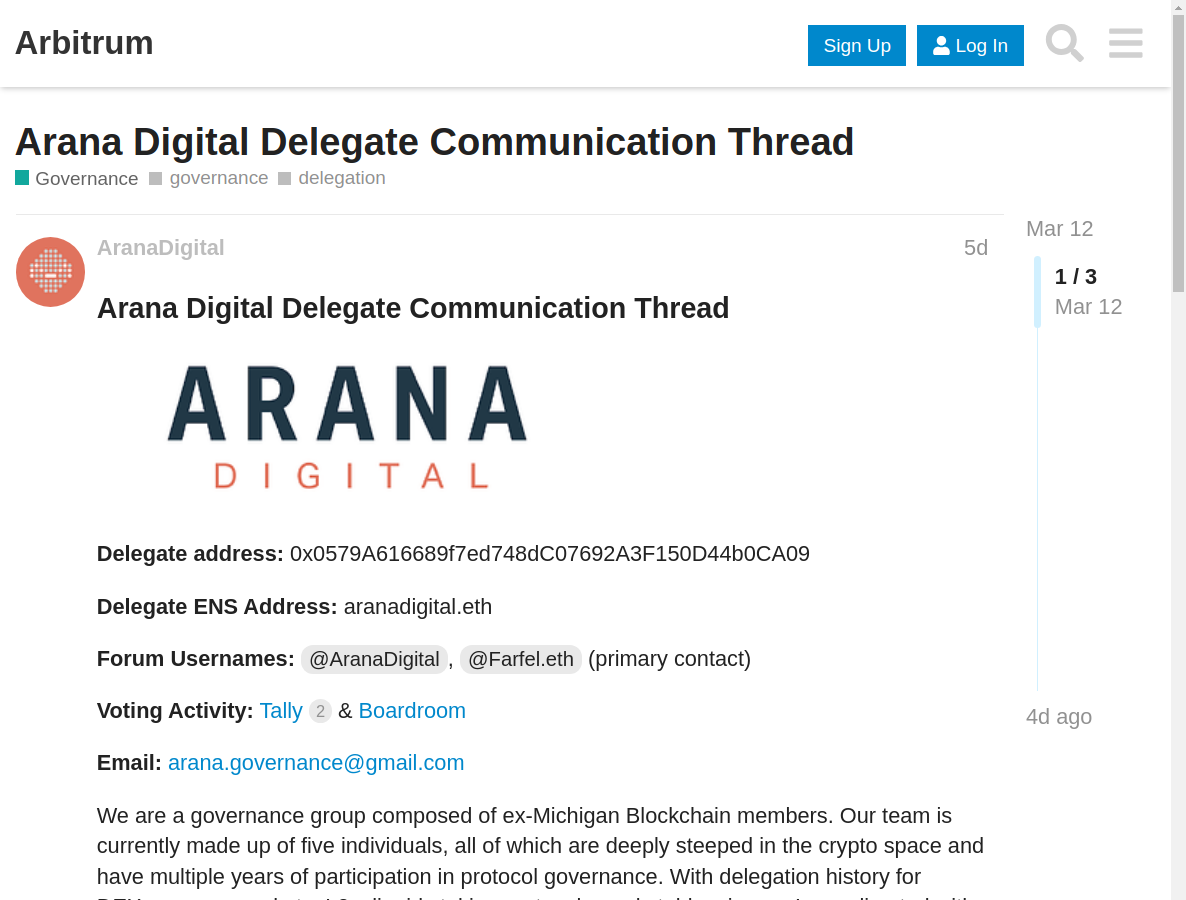 Arbitrum
Sign Up
Log In
Arana Digital Delegate Communication Thread
Governance governance delegation
AranaDigital
5d
Mar 12
1 / 3
Mar 12
Arana Digital Delegate Communication Thread
ARANA
DIGITAL
Delegate address: 0x0579A616689f7ed748dC07692A3F150D44b0CA09
Delegate ENS Address: aranadigital.eth
Forum Usernames: @AranaDigital, @Farfel.eth (primary contact)
Voting Activity: Tally 2 & Boardroom
4d ago
Email: arana.governance@gmail.com
We are a governance group composed of ex-Michigan Blockchain members. Our team is
currently made up of five individuals, all of which are deeply steeped in the crypto space and
have multiple years of participation in protocol governance. With delegation history for